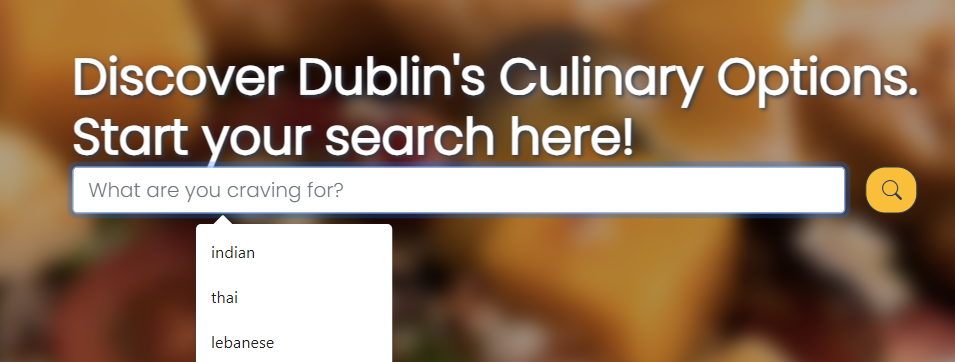 Discover Dublin's Culinary Options.
Start your search here!
What are you craving for?
indian
thai
lebanese